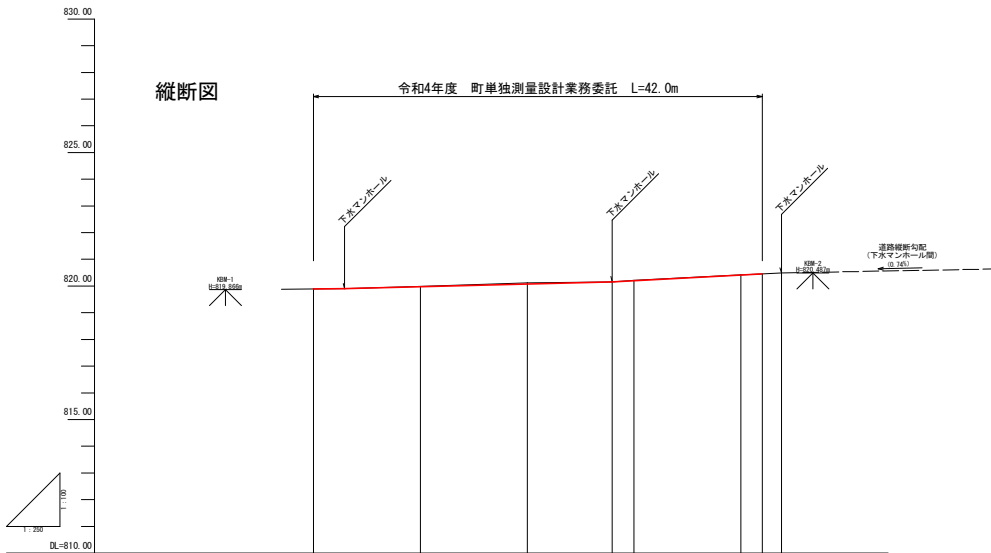 830.00
縦断図
令和4年度 町単独測量設計業務委託 L=42.0m
825.00
下水マンホール
下水マンホール
下水マンホール
道路縦断勾配
(下水マンホール間)
(0.74%)
KBM-1
H=819.866m
KBM-2
H=820.487m
820.00
815.00
1:100
1:250
DL=810.00